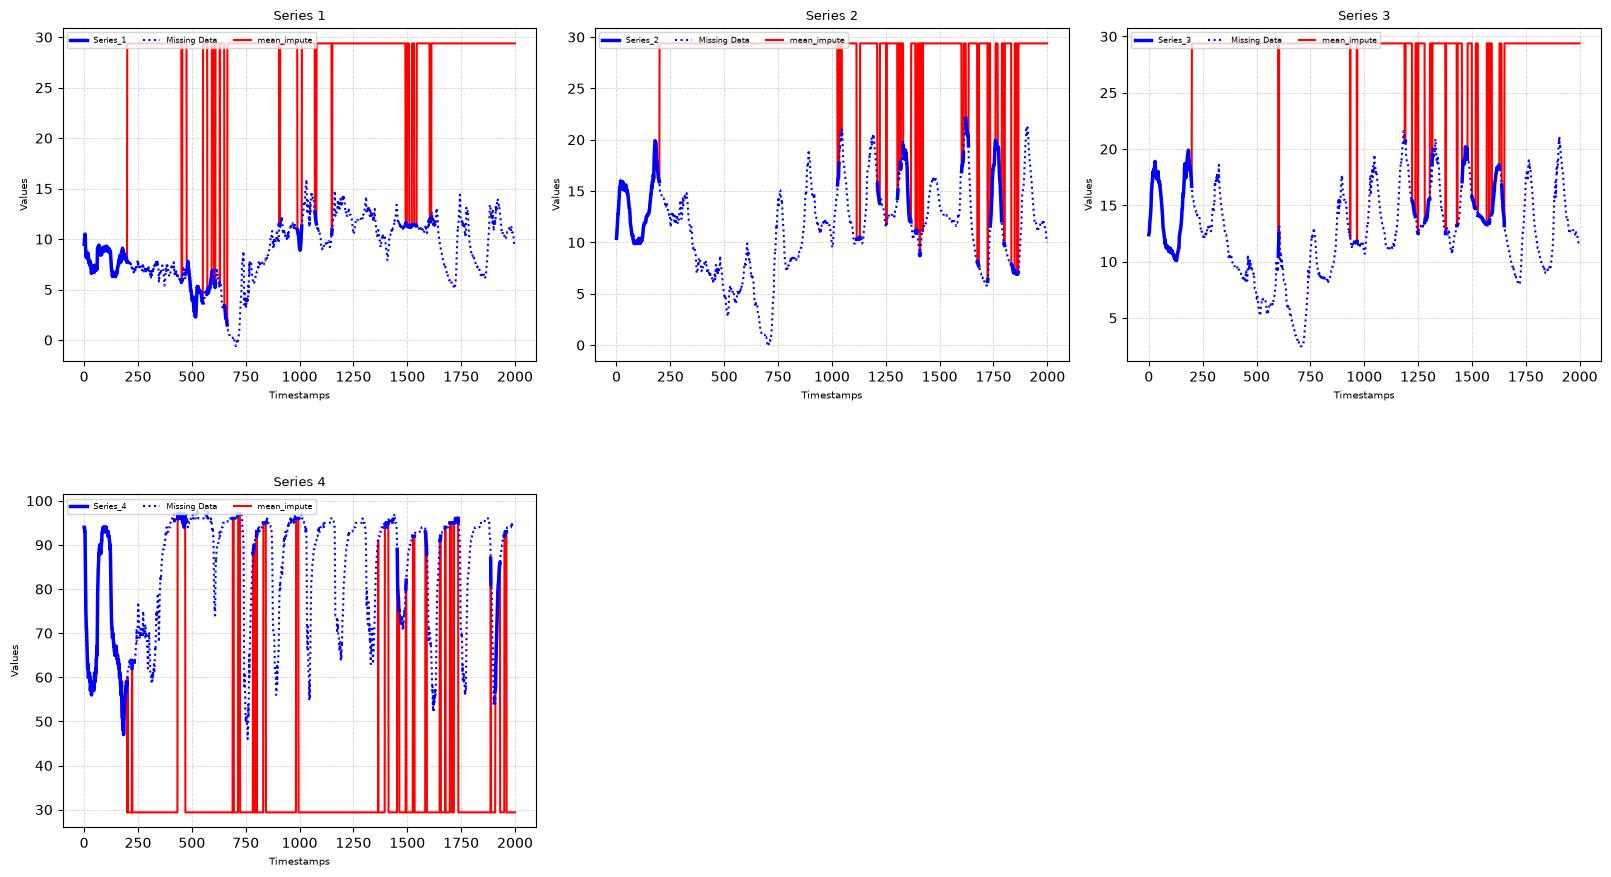 Series 1
Series_1 Missing Data mean_impute
30
25
20
15
10
5
0
Values
0 250 500 750 1000 1250 1500 1750 2000
Timestamps
Series 2
Series_2 Missing Data mean_impute
30
25
20
15
10
5
0
Values
0 250 500 750 1000 1250 1500 1750 2000
Timestamps
Series 3
Series_3 Missing Data mean_impute
30
25
20
15
10
5
Values
0 250 500 750 1000 1250 1500 1750 2000
Timestamps
Series 4
Series_4 Missing Data mean_impute
100
90
80
70
60
50
40
30
Values
0 250 500 750 1000 1250 1500 1750 2000
Timestamps